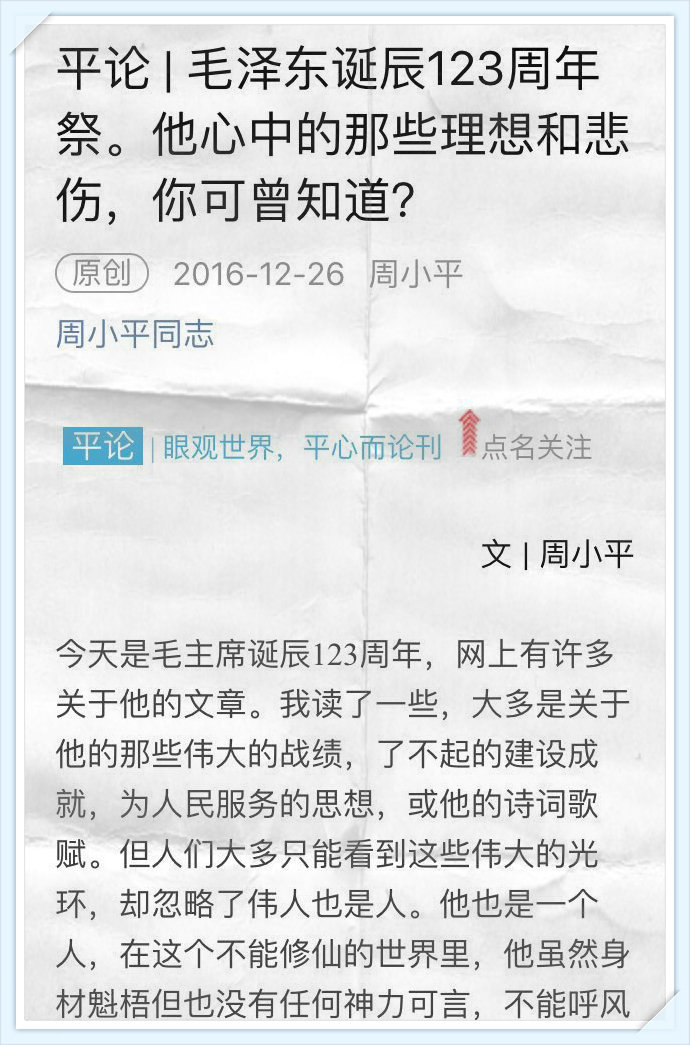 平论 | 毛泽东诞辰123周年
祭。他心中的那些理想和悲
伤，你可曾知道？
原创 2016-12-26 周小平
周小平同志
平论 | 眼观世界，平心而论刊 点名关注
文 | 周小平
今天是毛主席诞辰123周年，网上有许多
关于他的文章。我读了一些，大多是关于
他的那些伟大的战绩，了不起的建设成
就，为人民服务的思想，或他的诗词歌
赋。但人们大多只能看到这些伟大的光
环，却忽略了伟人也是人。他也是一个
人，在这个不能修仙的世界里，他虽然身
材魁梧但也没有任何神力可言，不能呼风